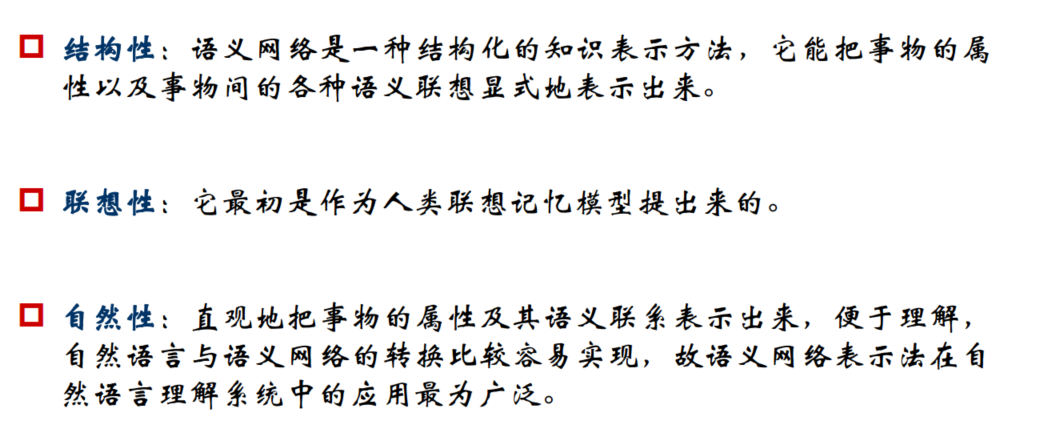 结构性：语义网络是一种结构化的知识表示方法，它能把事物的属
性以及事物间的各种语义联想显式地表示出来。
联想性：它最初是作为人类联想记忆模型提出来的。
自然性：直观地把事物的属性及其语义联系表示出来，便于理解，
自然语言与语义网络的转换比较容易实现，故语义网络表示法在自
然语言理解系统中的应用最为广泛。